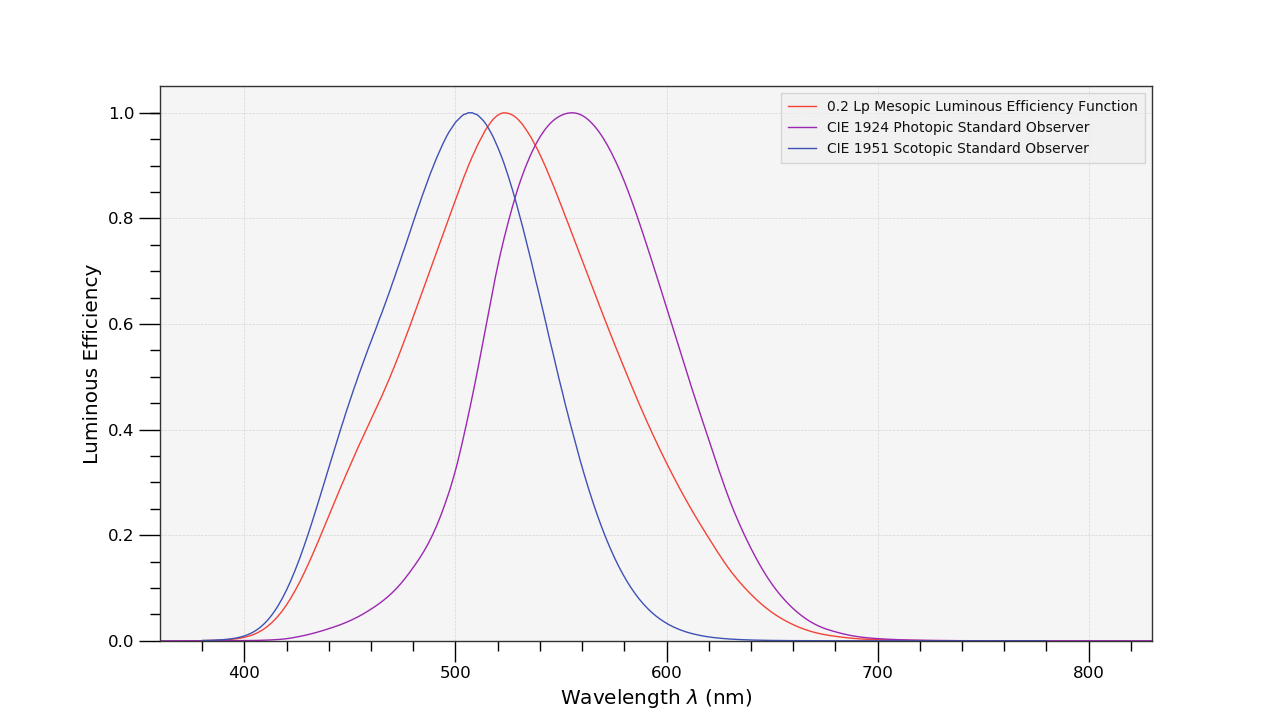 0.2 Lp Mesopic Luminous Efficiency Function
CIE 1924 Photopic Standard Observer
CIE 1951 Scotopic Standard Observer
1.0
0.8
0.6
0.4
0.2
0.0
Luminous Efficiency
400 500 600 700 800
Wavelength λ (nm)